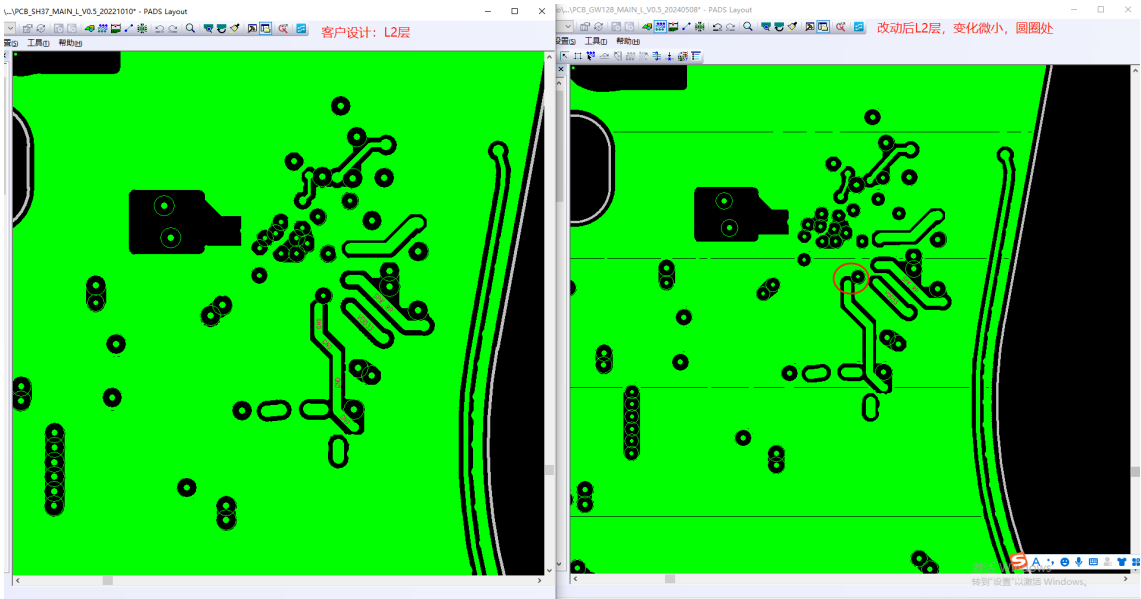 \...\PCB_SH37_MAIN_L_V0.5_20221010* - PADS Layout
\...\PCB_GW128_MAIN_L_V0.5_20240508* - PADS Layout
客户设计：L2层
改动后L2层，变化微小，圆圈处
工具(T) 帮助(H)
设置(S) 工具(T) 帮助(H)
转到"设置"以激活 Windows。